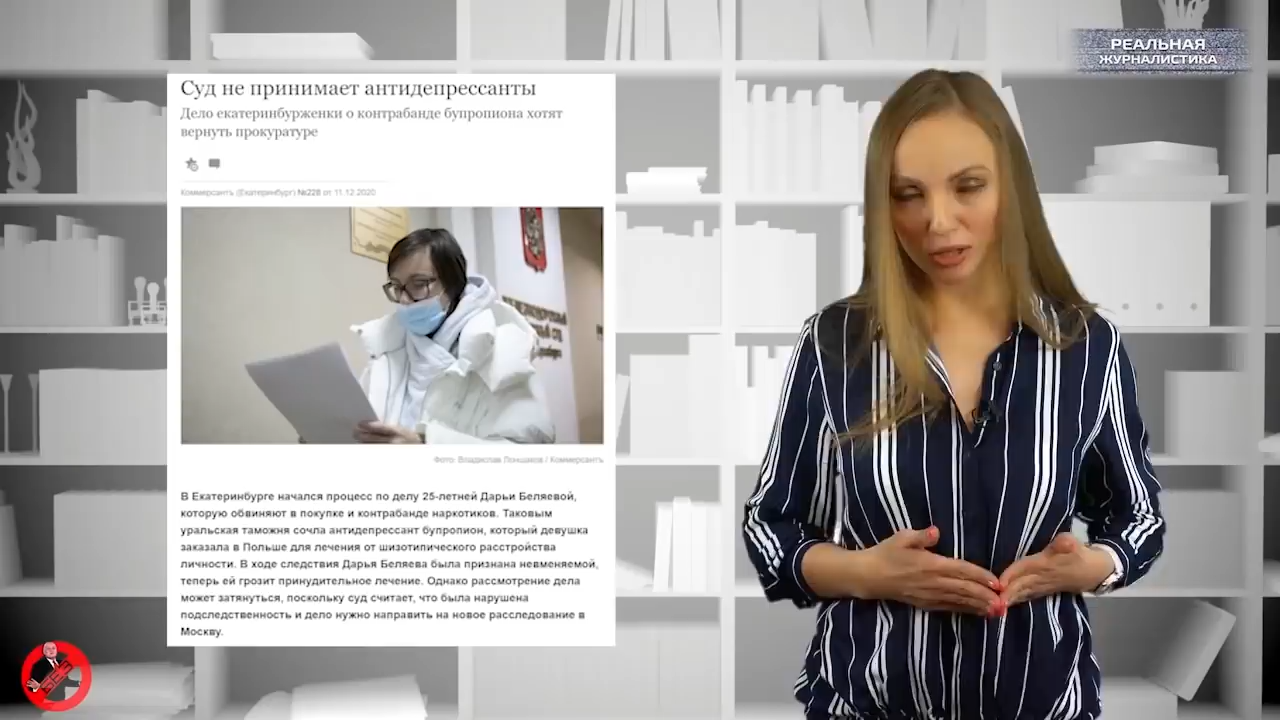 РЕАЛЬНАЯ
ЖУРНАЛИСТИКА
Суд не принимает антидепрессанты
Дело екатеринбурженки о контрабанде бупропиона хотят
вернуть прокуратуре
Коммерсантъ (Екатеринбург) №228 от 11.12.2020
Фото: Владислав Лоншаков / Коммерсантъ
В Екатеринбурге начался процесс по делу 25-летней Дарьи Беляевой,
которую обвиняют в покупке и контрабанде наркотиков. Таковым
уральская таможня сочла антидепрессант бупропион, который девушка
заказала в Польше для лечения от шизотипического расстройства
личности. В ходе следствия Дарья Беляева была признана невменяемой,
теперь ей грозит принудительное лечение. Однако рассмотрение дела
может затянуться, поскольку суд считает, что была нарушена
подследственность и дело нужно направить на новое расследование в
Москву.